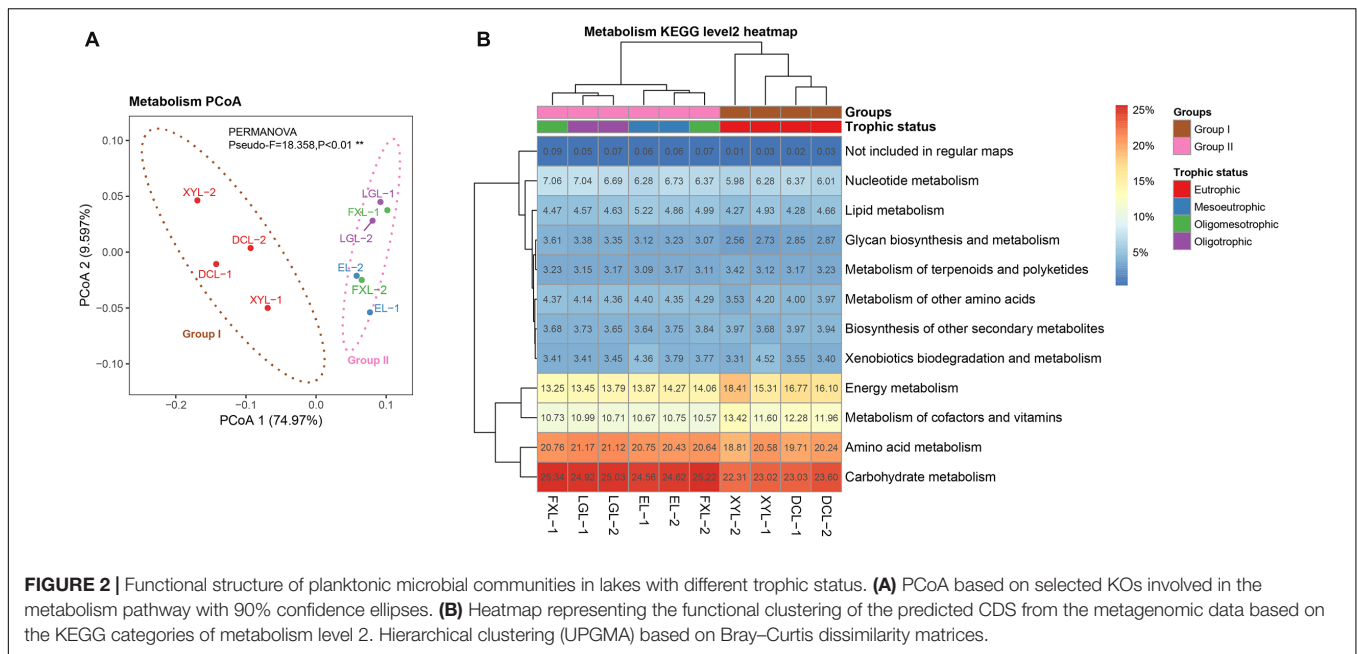 A
Metabolism PCoA
PERMANOVA
Pseudo-F=18.358,P<0.01 **
0.10
0.05
0.00
−0.05
−0.10
PCoA 2 (9.597%)
XYL−2
DCL−2
DCL−1
XYL−1
Group I
LGL−1
FXL−1
LGL−2
EL−2
FXL−2
EL−1
Group II
−0.2
−0.1
0.0
0.1
PCoA 1 (74.97%)
B
Metabolism KEGG level2 heatmap
Groups
Trophic status
0.09 0.05 0.07 0.06 0.06 0.07 0.01 0.03 0.02 0.03 Not included in regular maps
7.06 7.04 6.69 6.28 6.73 6.37 5.98 6.28 6.37 6.01 Nucleotide metabolism
4.47 4.57 4.63 5.22 4.86 4.99 4.27 4.93 4.28 4.66 Lipid metabolism
3.61 3.38 3.35 3.12 3.23 3.07 2.56 2.73 2.85 2.87 Glycan biosynthesis and metabolism
3.23 3.15 3.17 3.09 3.17 3.11 3.42 3.12 3.17 3.23 Metabolism of terpenoids and polyketides
4.37 4.14 4.36 4.40 4.35 4.29 3.53 4.20 4.00 3.97 Metabolism of other amino acids
3.68 3.73 3.65 3.64 3.75 3.84 3.97 3.68 3.97 3.94 Biosynthesis of other secondary metabolites
3.41 3.41 3.45 4.36 3.79 3.77 3.31 4.52 3.55 3.40 Xenobiotics biodegradation and metabolism
13.25 13.45 13.79 13.87 14.27 14.06 18.41 15.31 16.77 16.10 Energy metabolism
10.73 10.99 10.71 10.67 10.75 10.57 13.42 11.60 12.28 11.96 Metabolism of cofactors and vitamins
20.76 21.17 21.12 20.75 20.43 20.64 18.81 20.58 19.71 20.24 Amino acid metabolism
25.34 24.92 25.03 24.56 24.62 25.22 22.31 23.02 23.03 23.60 Carbohydrate metabolism
FXL−1 LGL−1 LGL−2 EL−1 EL−2 FXL−2 XYL−2 XYL−1 DCL−1 DCL−2
25%
20%
15%
10%
5%
Groups
Group I
Group II
Trophic status
Eutrophic
Mesoeutrophic
Oligomesotrophic
Oligotrophic
FIGURE 2 | Functional structure of planktonic microbial communities in lakes with different trophic status. (A) PCoA based on selected KOs involved in the
metabolism pathway with 90% confidence ellipses. (B) Heatmap representing the functional clustering of the predicted CDS from the metagenomic data based on
the KEGG categories of metabolism level 2. Hierarchical clustering (UPGMA) based on Bray–Curtis dissimilarity matrices.